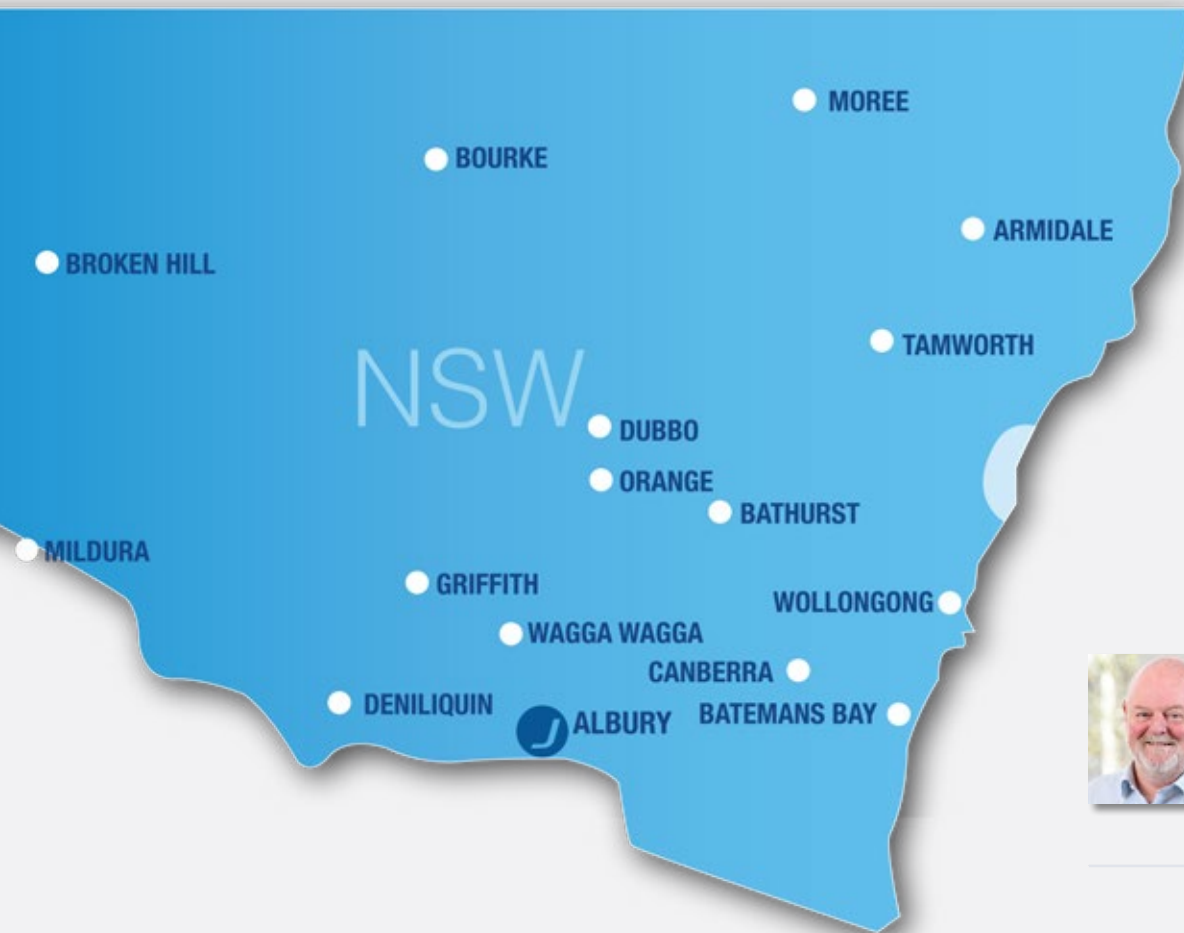 MOREE
BOURKE
ARMIDALE
BROKEN HILL
TAMWORTH
NSW
DUBBO
ORANGE
BATHURST
MILDURA
GRIFFITH
WOLLONGONG
WAGGA WAGGA
CANBERRA
DENILIQUIN
ALBURY
BATEMANS BAY